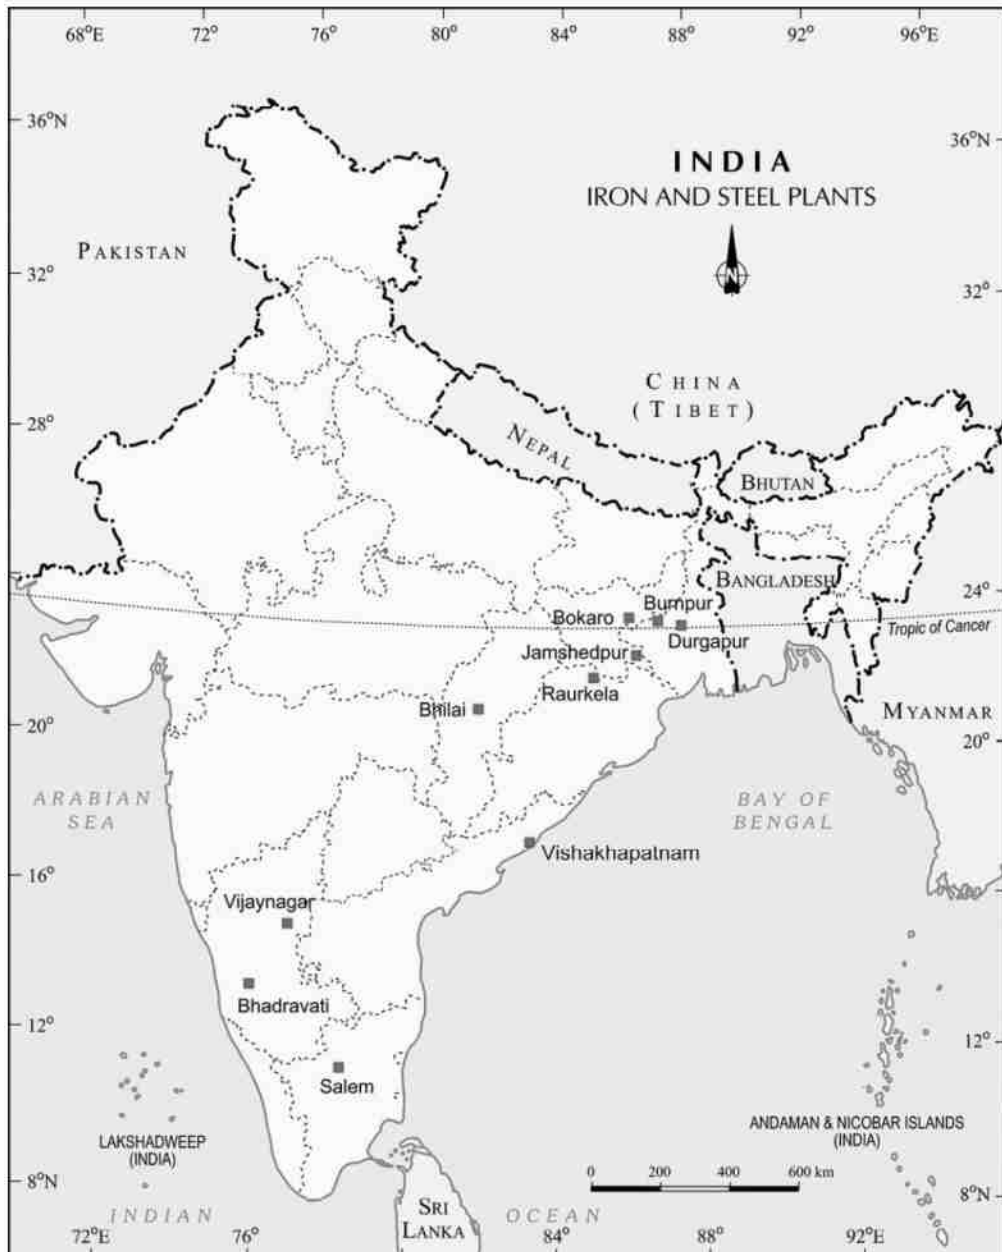 68°E 72° 76° 80° 84° 88° 92° 96°E
36°N
36°N
INDIA
IRON AND STEEL PLANTS
N
PAKISTAN
32°
32°
CHINA
(TIBET)
28°
28°
NEPAL
BHUTAN
BANGLADESH
24°
24°
Tropic of Cancer
Bokaro
Burnpur
Durgapur
Jamshedpur
Raurkela
Bhilai
MYANMAR
20°
20°
ARABIAN
SEA
BAY OF
BENGAL
Vishakhapatnam
16°
Vijaynagar
Bhadravati
12°
12°
Salem
LAKSHADWEEP
(INDIA)
ANDAMAN & NICOBAR ISLANDS
(INDIA)
0 200 400 600 km
8°N
8°N
SRI
LANKA
INDIAN OCEAN
72°E 76° 84° 88° 92°E